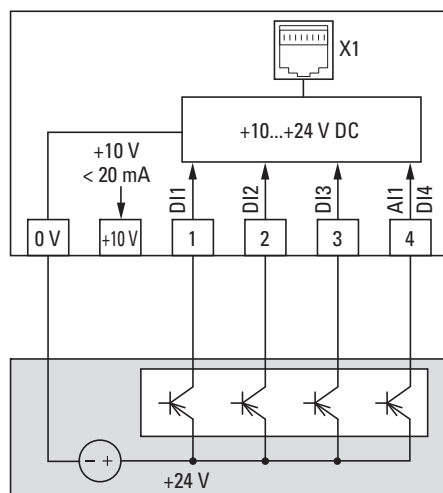 X1
+10...+24 V DC
+10 V
< 20 mA
DI1
DI2
DI3
AI1
DI4
0 V
+10 V
1
2
3
4
− +
+24 V